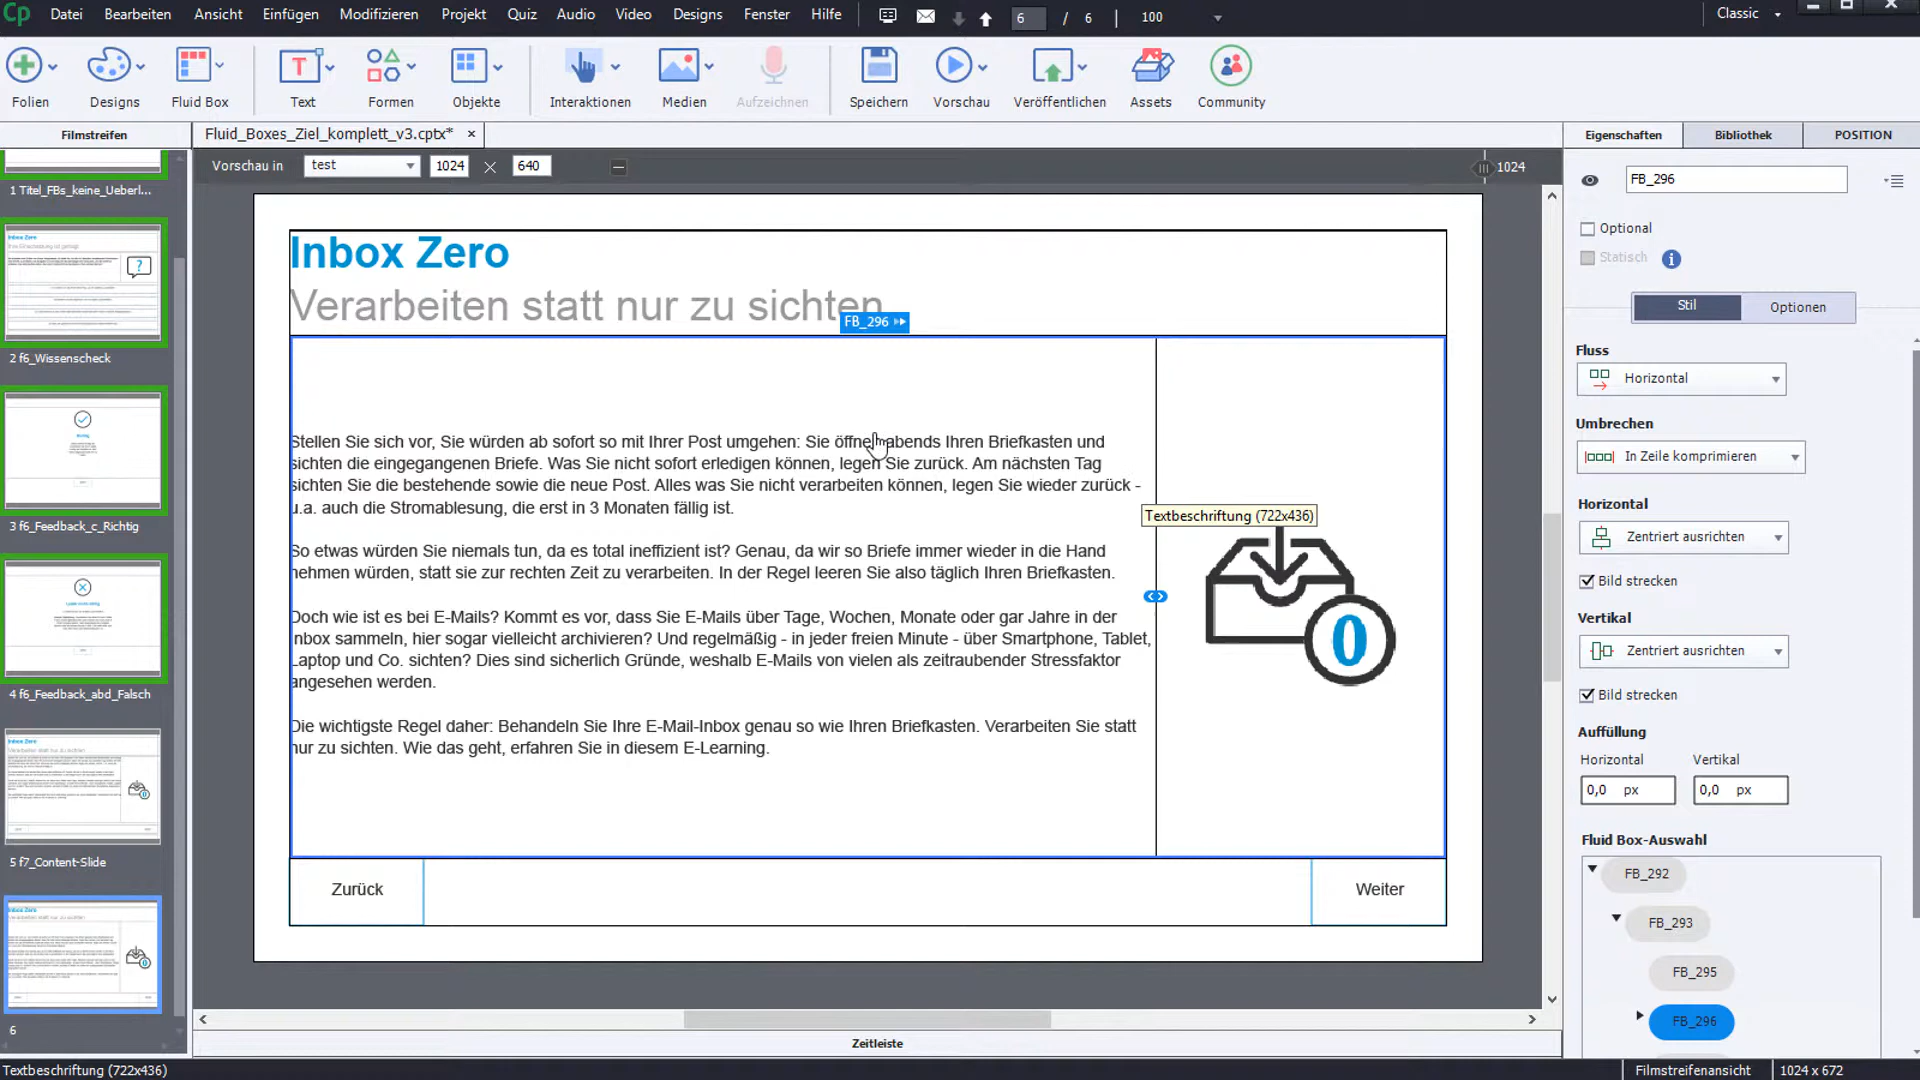 Cp Datei Bearbeiten Ansicht Einfügen Modifizieren Projekt Quiz Audio Video Designs Fenster Hilfe 6 / 6 100 Classic
Folien Designs Fluid Box Text Formen Objekte Interaktionen Medien Aufzeichnen Speichern Vorschau Veröffentlichen Assets Community
Filmstreifen
Fluid_Boxes_Ziel_komplett_v3.cptx* ×
Eigenschaften Bibliothek POSITION
Vorschau in test 1024 640 1024
1 Titel_FBs_keine_Ueberl...
2 f6_Wissenscheck
3 f6_Feedback_c_Richtig
4 f6_Feedback_abd_Falsch
5 f7_Content-Slide
6
Inbox Zero
Verarbeiten statt nur zu sichten
FB_296
Stellen Sie sich vor, Sie würden ab sofort so mit Ihrer Post umgehen: Sie öffnen abends Ihren Briefkasten und
sichten die eingegangenen Briefe. Was Sie nicht sofort erledigen können, legen Sie zurück. Am nächsten Tag
sichten Sie die bestehende sowie die neue Post. Alles was Sie nicht verarbeiten können, legen Sie wieder zurück -
u.a. auch die Stromablesung, die erst in 3 Monaten fällig ist.
So etwas würden Sie niemals tun, da es total ineffizient ist? Genau, da wir so Briefe immer wieder in die Hand
nehmen würden, statt sie zur rechten Zeit zu verarbeiten. In der Regel leeren Sie also täglich Ihren Briefkasten.
Doch wie ist es bei E-Mails? Kommt es vor, dass Sie E-Mails über Tage, Wochen, Monate oder gar Jahre in der
Inbox sammeln, hier sogar vielleicht archivieren? Und regelmäßig - in jeder freien Minute - über Smartphone, Tablet,
Laptop und Co. sichten? Dies sind sicherlich Gründe, weshalb E-Mails von vielen als zeitraubender Stressfaktor
angesehen werden.
Die wichtigste Regel daher: Behandeln Sie Ihre E-Mail-Inbox genau so wie Ihren Briefkasten. Verarbeiten Sie statt
nur zu sichten. Wie das geht, erfahren Sie in diesem E-Learning.
Textbeschriftung (722x436)
0
Zurück
Weiter
Zeitleiste
FB_296
Optional
Statisch
Stil Optionen
Fluss
Horizontal
Umbrechen
In Zeile komprimieren
Horizontal
Zentriert ausrichten
Bild strecken
Vertikal
Zentriert ausrichten
Bild strecken
Auffüllung
Horizontal Vertikal
0,0 px 0,0 px
Fluid Box-Auswahl
FB_292
FB_293
FB_295
FB_296
Textbeschriftung (722x436)
Filmstreifenansicht 1024 x 672